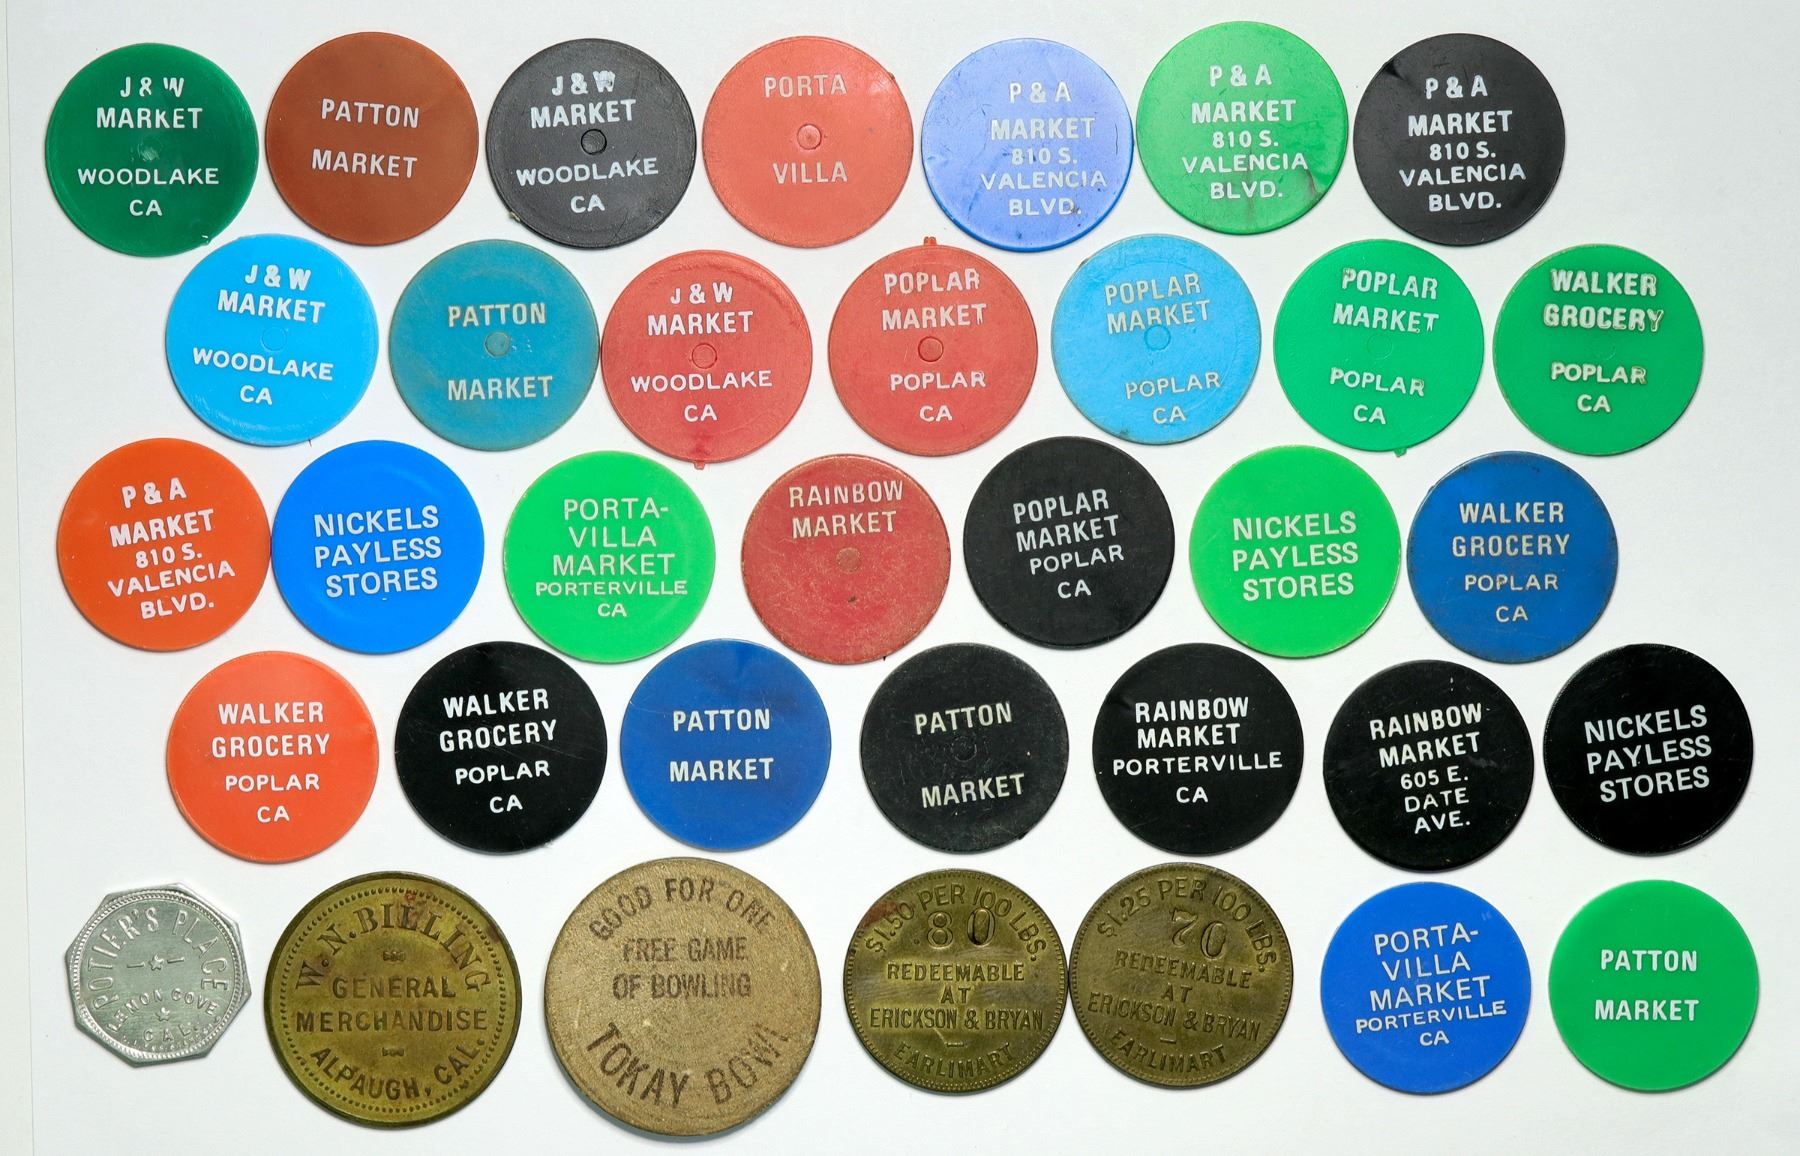 J & W
MARKET
WOODLAKE
CA
PATTON
MARKET
J & W
MARKET
WOODLAKE
CA
PORTA
VILLA
P & A
MARKET
810 S.
VALENCIA
BLVD.
P & A
MARKET
810 S.
VALENCIA
BLVD.
P & A
MARKET
810 S.
VALENCIA
BLVD.
J & W
MARKET
WOODLAKE
CA
PATTON
MARKET
J & W
MARKET
WOODLAKE
CA
POPLAR
MARKET
POPLAR
CA
POPLAR
MARKET
POPLAR
CA
POPLAR
MARKET
POPLAR
CA
WALKER
GROCERY
POPLAR
CA
P & A
MARKET
810 S.
VALENCIA
BLVD.
NICKELS
PAYLESS
STORES
PORTA-
VILLA
MARKET
PORTERVILLE
CA
RAINBOW
MARKET
POPLAR
MARKET
POPLAR
CA
NICKELS
PAYLESS
STORES
WALKER
GROCERY
POPLAR
CA
WALKER
GROCERY
POPLAR
CA
WALKER
GROCERY
POPLAR
CA
PATTON
MARKET
PATTON
MARKET
RAINBOW
MARKET
PORTERVILLE
CA
RAINBOW
MARKET
605 E.
DATE
AVE.
NICKELS
PAYLESS
STORES
POTIER'S PLACE
LEMON COVE
CAL.
W. N. BILLING
GENERAL
MERCHANDISE
ALPAUGH, CAL.
GOOD FOR ONE
FREE GAME
OF BOWLING
TOKAY BOWL
$1.50 PER 100 LBS.
.80
REDEEMABLE
AT
ERICKSON & BRYAN
EARLIMART
$1.25 PER 100 LBS.
70
REDEEMABLE
AT
ERICKSON & BRYAN
EARLIMART
PORTA-
VILLA
MARKET
PORTERVILLE
CA
PATTON
MARKET